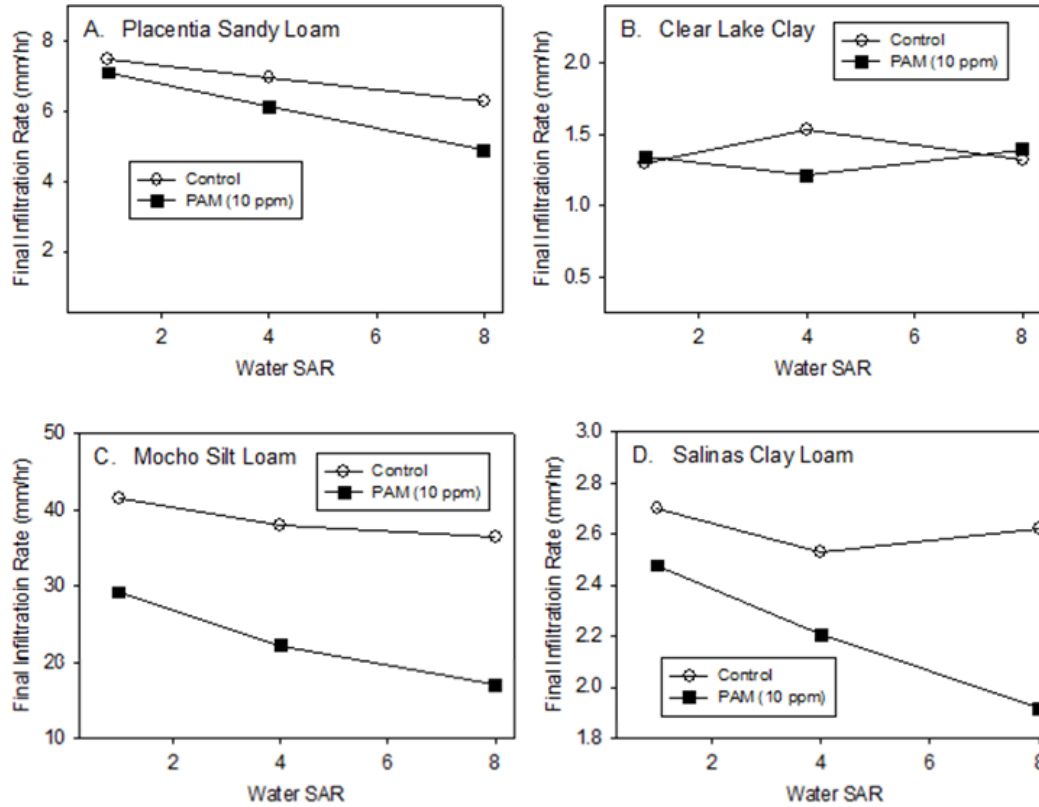 A. Placentia Sandy Loam
Final Infiltratioin Rate (mm/hr)
8
6
4
2
Control
PAM (10 ppm)
2 4 6 8
Water SAR
B. Clear Lake Clay
Final Infiltratioin Rate (mm/hr)
2.0
1.5
1.0
0.5
Control
PAM (10 ppm)
2 4 6 8
Water SAR
C. Mocho Silt Loam
Final Infiltratioin Rate (mm/hr)
50
40
30
20
10
Control
PAM (10 ppm)
2 4 6 8
Water SAR
D. Salinas Clay Loam
Final Infiltratioin Rate (mm/hr)
3.0
2.8
2.6
2.4
2.2
2.0
1.8
Control
PAM (10 ppm)
2 4 6 8
Water SAR